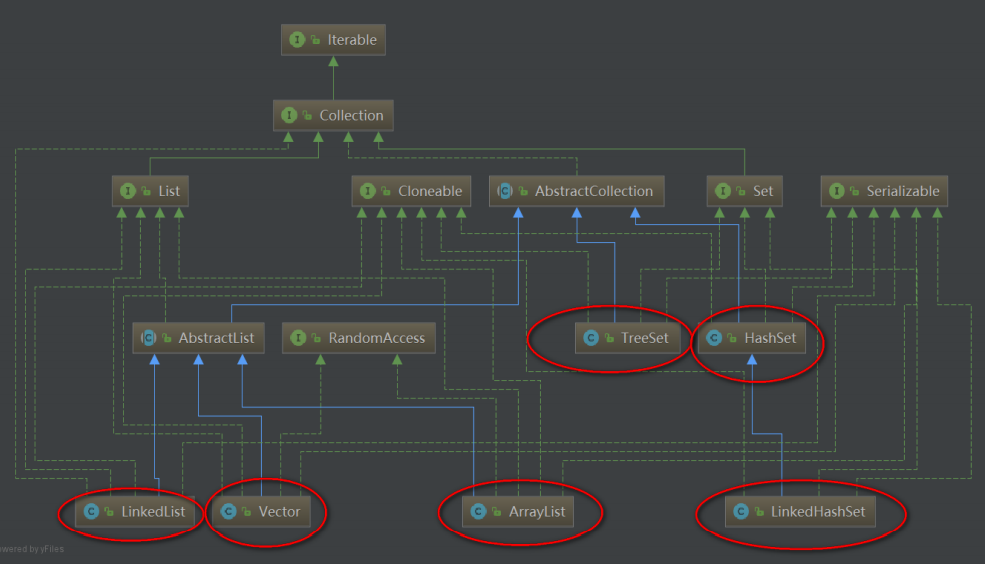 Iterable
Collection
List
Cloneable
AbstractCollection
Set
Serializable
AbstractList
RandomAccess
TreeSet
HashSet
LinkedList
Vector
ArrayList
LinkedHashSet
owered by yFiles